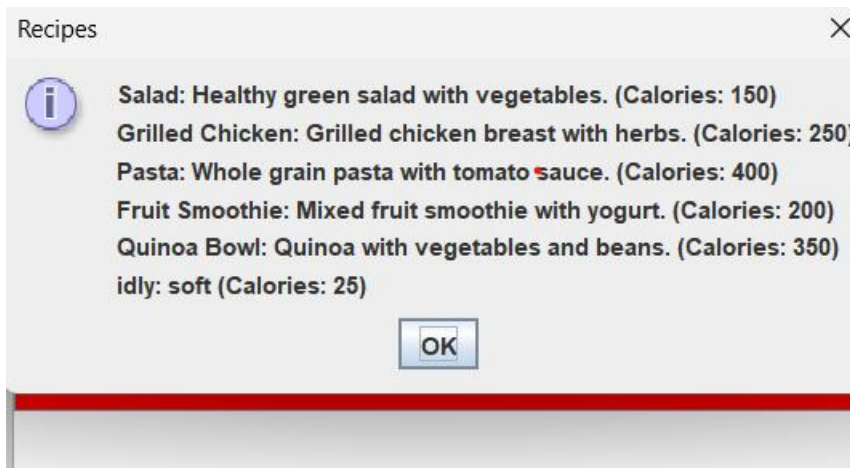 Recipes
Salad: Healthy green salad with vegetables. (Calories: 150)
Grilled Chicken: Grilled chicken breast with herbs. (Calories: 250)
Pasta: Whole grain pasta with tomato sauce. (Calories: 400)
Fruit Smoothie: Mixed fruit smoothie with yogurt. (Calories: 200)
Quinoa Bowl: Quinoa with vegetables and beans. (Calories: 350)
idly: soft (Calories: 25)
OK